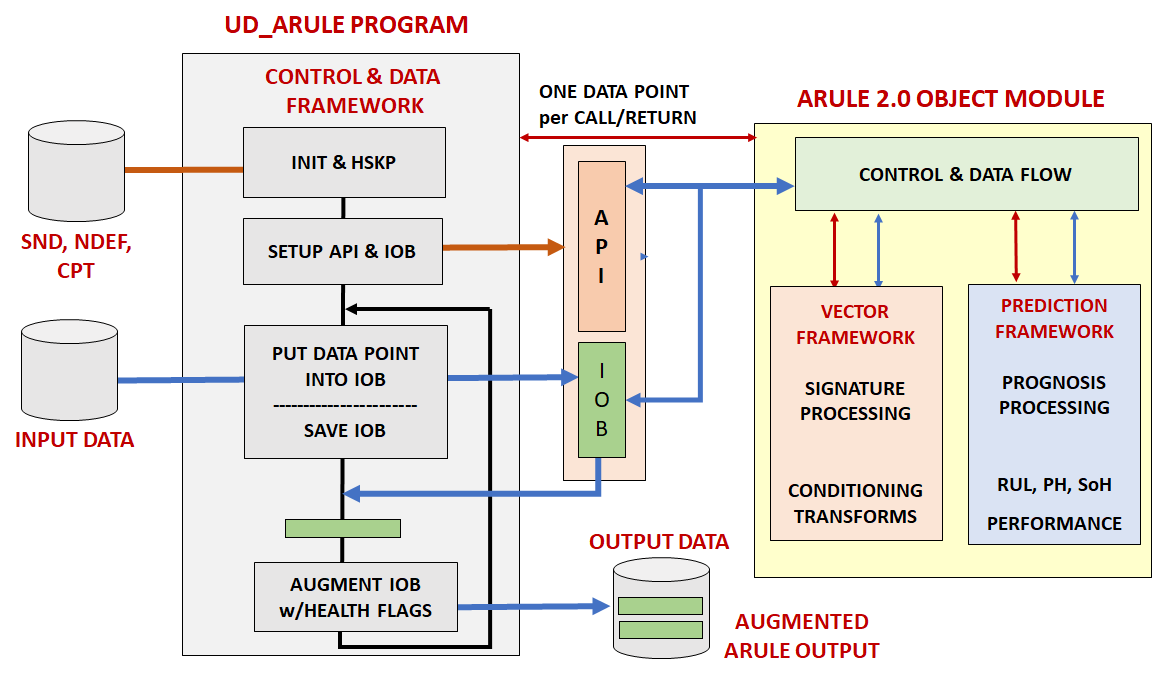 UD_ARULE PROGRAM
CONTROL & DATA
FRAMEWORK
INIT & HSKP
SETUP API & IOB
PUT DATA POINT
INTO IOB
-----------------------
SAVE IOB
AUGMENT IOB
w/HEALTH FLAGS
SND, NDEF,
CPT
INPUT DATA
ONE DATA POINT
per CALL/RETURN
A
P
I
I
O
B
OUTPUT DATA
AUGMENTED
ARULE OUTPUT
ARULE 2.0 OBJECT MODULE
CONTROL & DATA FLOW
VECTOR
FRAMEWORK
SIGNATURE
PROCESSING
CONDITIONING
TRANSFORMS
PREDICTION
FRAMEWORK
PROGNOSIS
PROCESSING
RUL, PH, SoH
PERFORMANCE